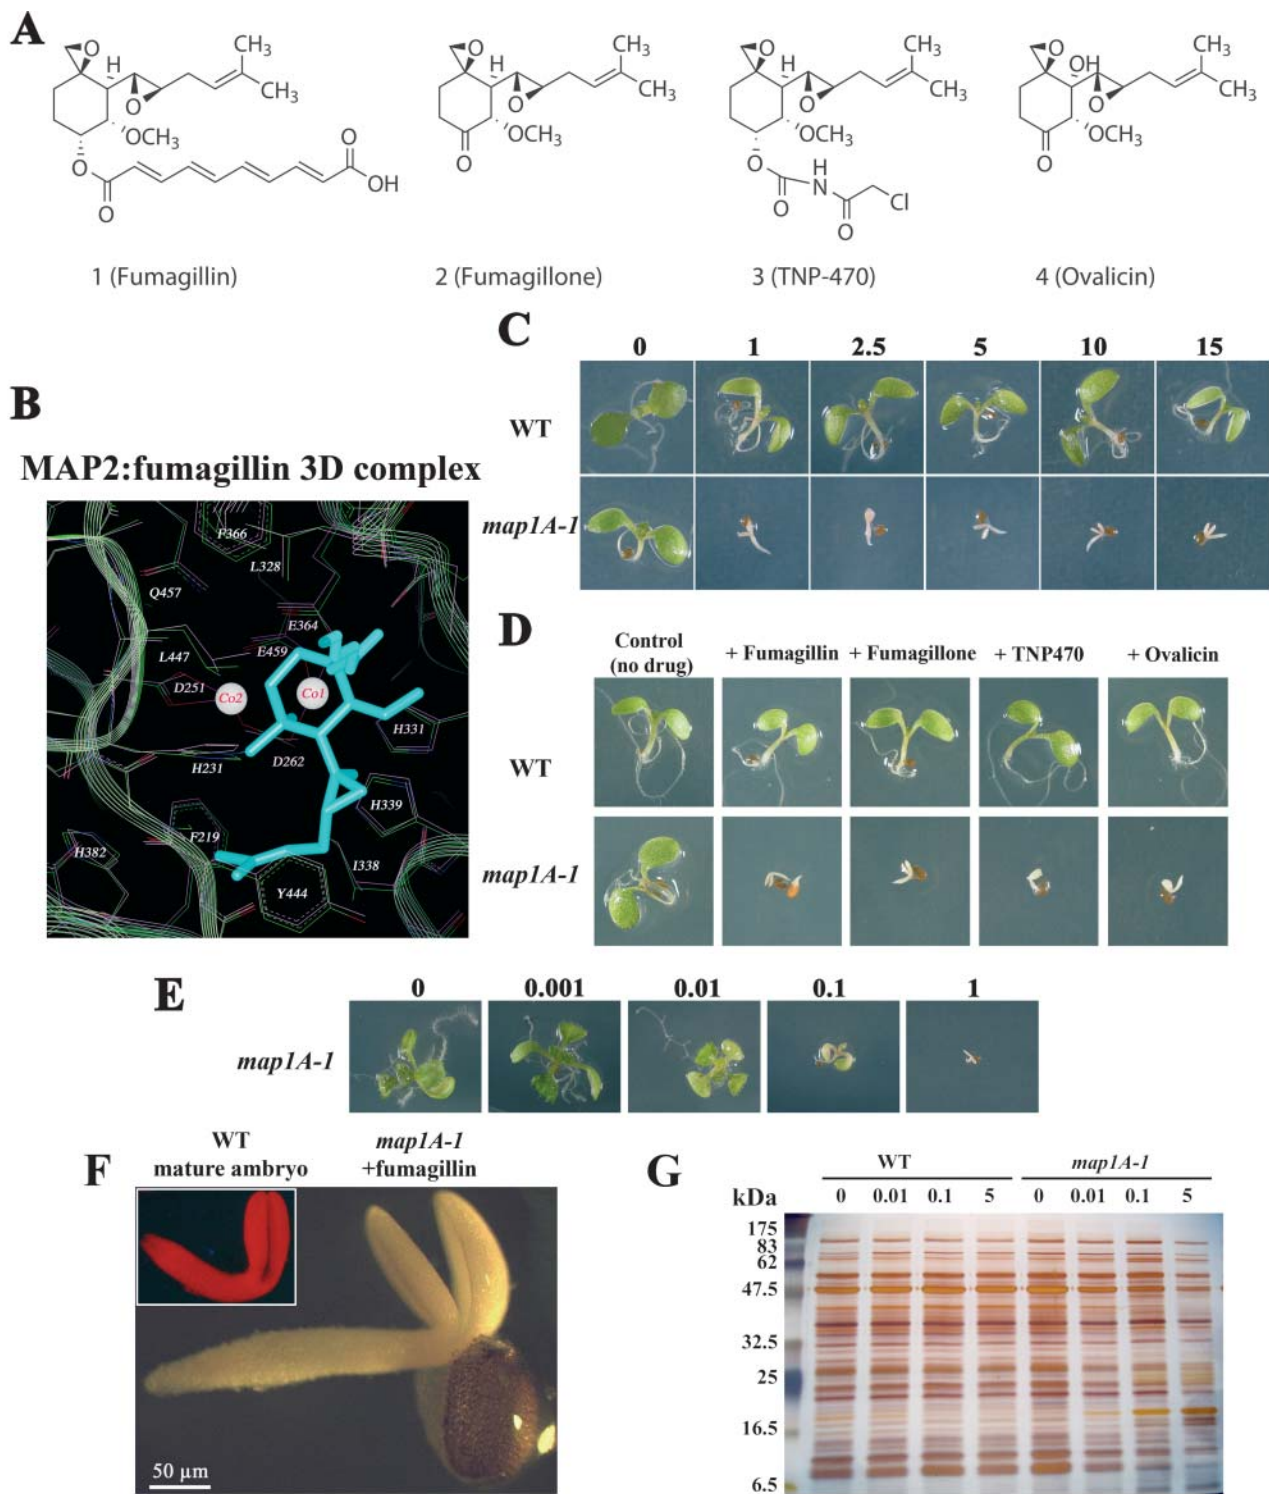 A
O
H
CH₃
CH₃
O
OCH₃
O
O
O
OH
1 (Fumagillin)
O
H
CH₃
CH₃
O
OCH₃
O
2 (Fumagillone)
O
H
CH₃
CH₃
O
OCH₃
O
O
NH
O
Cl
3 (TNP-470)
O
OH
CH₃
CH₃
O
OCH₃
O
4 (Ovalicin)
B
MAP2:fumagillin 3D complex
F366
L328
Q457
E364
E459
L447
D251
Co2
Co1
H331
H231
D262
H339
F219
H382
I338
Y444
C
0 1 2.5 5 10 15
WT
map1A-1
D
Control
(no drug)
+ Fumagillin
+ Fumagillone
+ TNP470
+ Ovalicin
WT
map1A-1
E
0 0.001 0.01 0.1 1
map1A-1
F
WT
mature ambryo
map1A-1
+fumagillin
50 µm
G
WT map1A-1
kDa 0 0.01 0.1 5 0 0.01 0.1 5
175
83
62
47.5
32.5
25
16.5
6.5